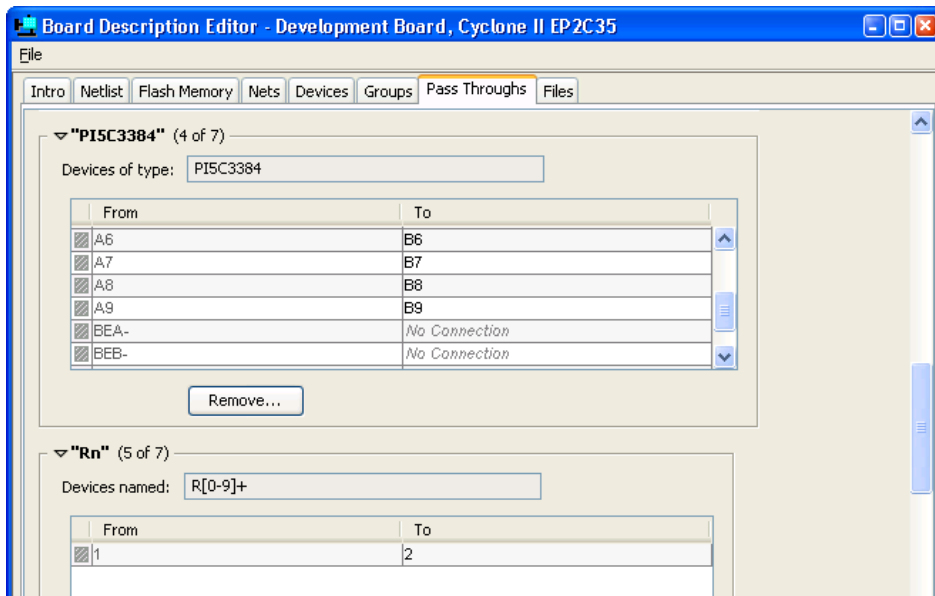 Board Description Editor - Development Board, Cyclone II EP2C35
File
Intro Netlist Flash Memory Nets Devices Groups Pass Throughs Files
"PI5C3384" (4 of 7)
Devices of type: PI5C3384
From To
A6 B6
A7 B7
A8 B8
A9 B9
BEA- No Connection
BEB- No Connection
Remove...
"Rn" (5 of 7)
Devices named: R[0-9]+
From To
1 2